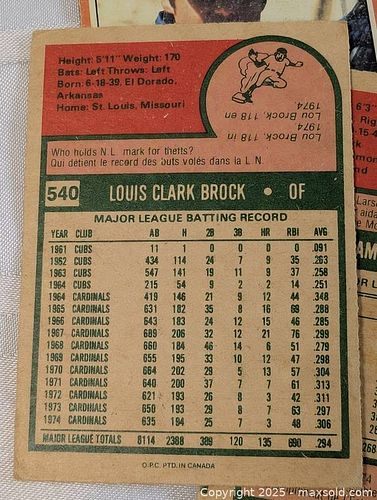 Height: 5'11" Weight: 170
Bats: Left Throws: Left
Born: 6-18-39, El Dorado,
Arkansas
Home: St. Louis, Missouri
Lou Brock, 118 in
1974
Lou Brock, 118 en
1974
Who holds N L mark for thefts?
Qui détient le record des buts volés dans la L N.
540 LOUIS CLARK BROCK • OF
MAJOR LEAGUE BATTING RECORD
YEAR CLUB AB H 2B 3B HR RBI AVG
1961 CUBS 11 1 0 0 0 0 .091
1962 CUBS 434 114 24 7 9 35 .263
1963 CUBS 547 141 19 11 9 37 .258
1964 CUBS 215 54 9 2 2 14 .251
1964 CARDINALS 419 146 21 9 12 44 .348
1965 CARDINALS 631 182 35 8 16 69 .288
1966 CARDINALS 643 183 24 12 15 46 .285
1967 CARDINALS 689 206 32 12 21 76 .299
1968 CARDINALS 660 184 46 14 6 51 .279
1969 CARDINALS 655 195 33 10 12 47 .298
1970 CARDINALS 664 202 29 5 13 57 .304
1971 CARDINALS 640 200 37 7 7 61 .313
1972 CARDINALS 621 193 26 8 3 42 .311
1973 CARDINALS 650 193 29 8 7 63 .297
1974 CARDINALS 635 194 25 7 3 48 .306
MAJOR LEAGUE TOTALS 8114 2388 389 120 135 690 .294
O.P.C. PTD. IN CANADA
Copyright © 2025 / maxsold.com